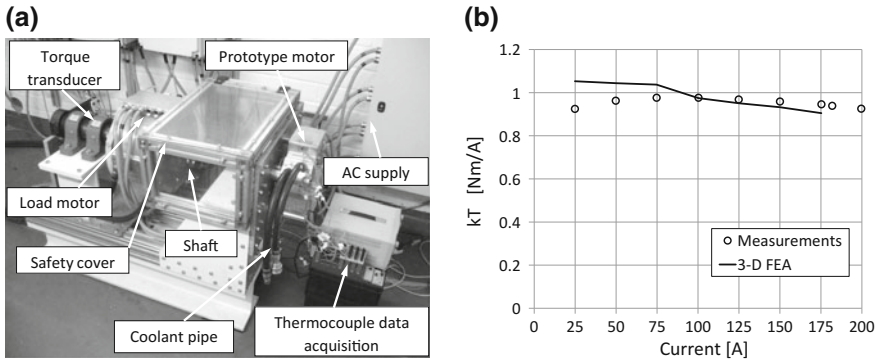 (a)
Torque
transducer
Prototype motor
Load motor
AC supply
Shaft
Safety cover
Coolant pipe
Thermocouple data
acquisition
(b)
kT [Nm/A]
1.2
1
0.8
0.6
0.4
0.2
0
Measurements
3-D FEA
0 25 50 75 100 125 150 175 200
Current [A]